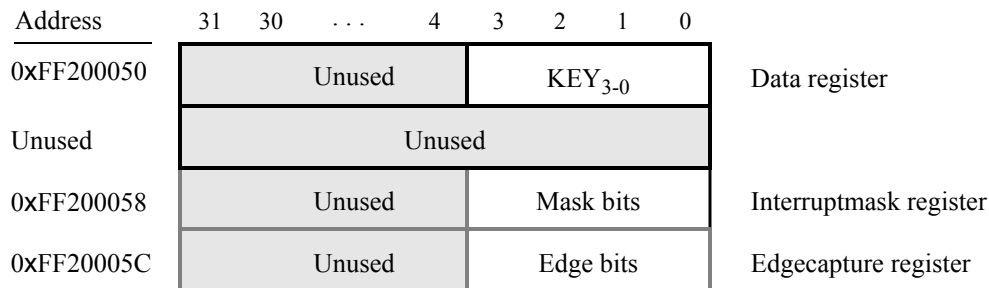 Address 31 30 . . . 4 3 2 1 0
0xFF200050 Unused KEY3-0 Data register
Unused Unused
0xFF200058 Unused Mask bits Interruptmask register
0xFF20005C Unused Edge bits Edgecapture register